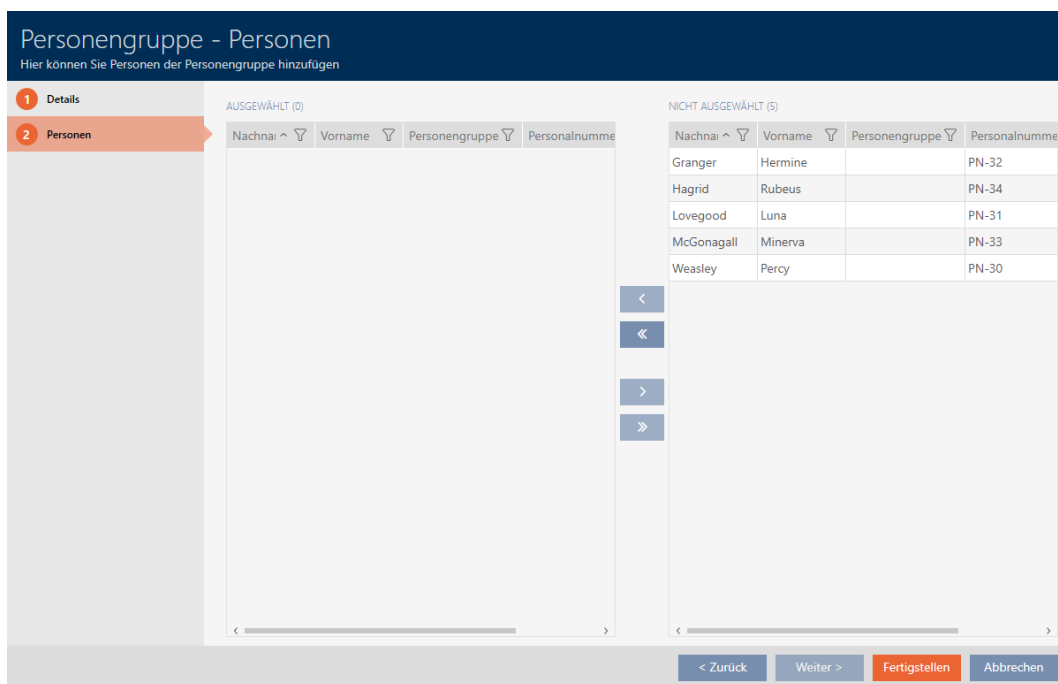 Personengruppe - Personen
Hier können Sie Personen der Personengruppe hinzufügen
1 Details
2 Personen
AUSGEWÄHLT (0)
Nachnai Vorname Personengruppe Personalnumme
NICHT AUSGEWÄHLT (5)
Nachnai Vorname Personengruppe Personalnumme
Granger Hermine PN-32
Hagrid Rubeus PN-34
Lovegood Luna PN-31
McGonagall Minerva PN-33
Weasley Percy PN-30
< Zurück Weiter > Fertigstellen Abbrechen